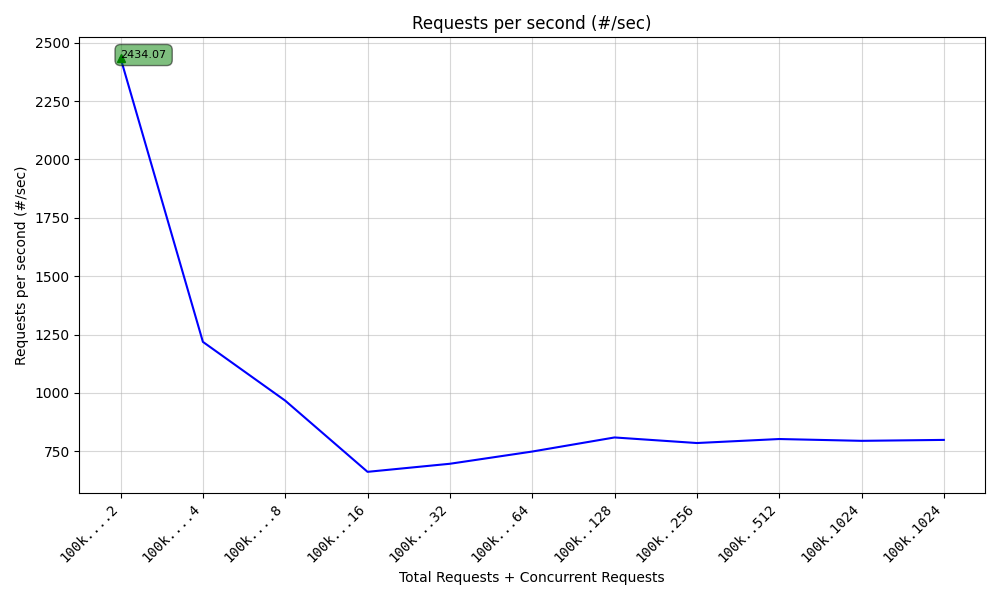 Requests per second (#/sec)
2500
2434.07
2250
2000
1750
1500
1250
1000
750
Requests per second (#/sec)
100k....2
100k....4
100k....8
100k...16
100k...32
100k...64
100k..128
100k..256
100k..512
100k.1024
100k.1024
Total Requests + Concurrent Requests